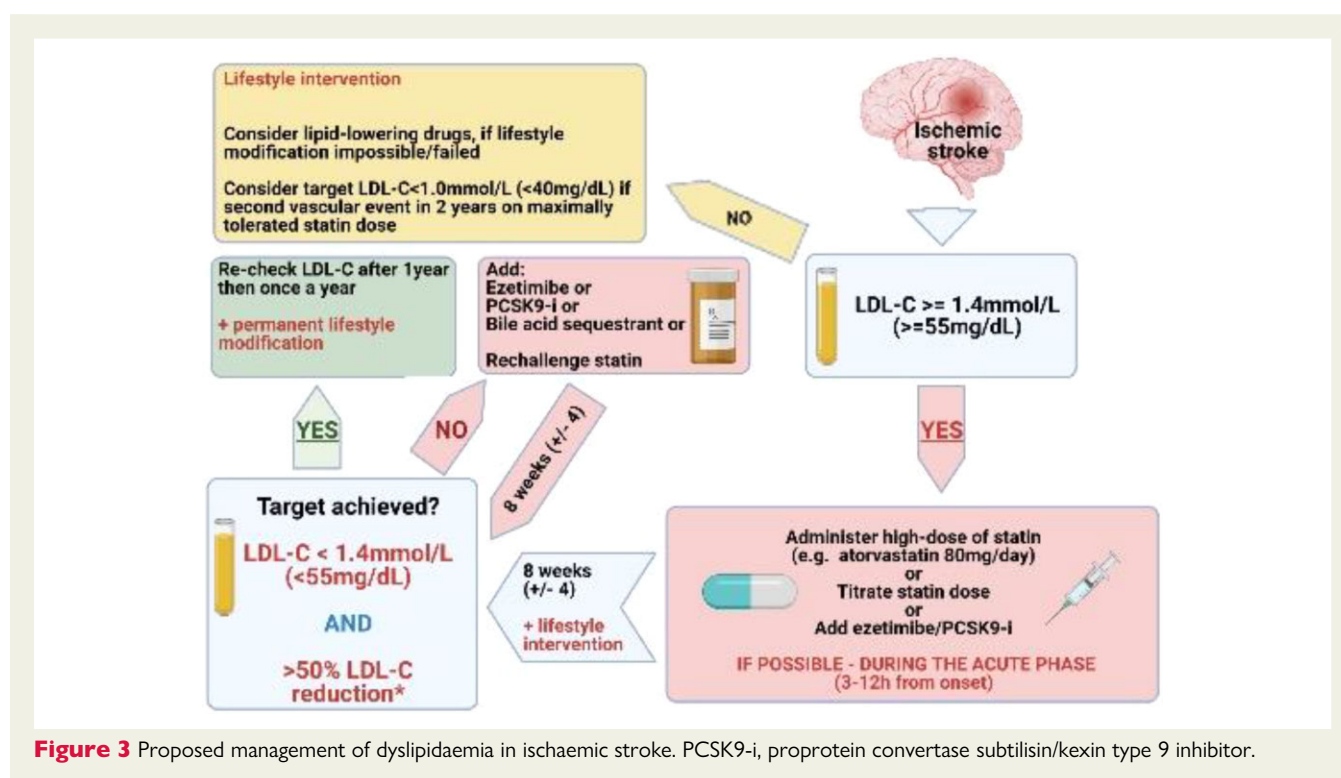 Lifestyle intervention
Consider lipid-lowering drugs, if lifestyle
modification impossible/failed
Consider target LDL-C<1.0mmol/L (<40mg/dL) if
second vascular event in 2 years on maximally
tolerated statin dose
Ischemic
stroke
NO
Re-check LDL-C after 1year
then once a year
+ permanent lifestyle
modification
Add:
Ezetimibe or
PCSK9-i or
Bile acid sequestrant or
Rechallenge statin
LDL-C >= 1.4mmol/L
(>=55mg/dL)
YES
NO
8 weeks (+/- 4)
YES
Target achieved?
LDL-C < 1.4mmol/L
(<55mg/dL)
AND
>50% LDL-C
reduction*
8 weeks
(+/- 4)
+ lifestyle
intervention
Administer high-dose of statin
(e.g. atorvastatin 80mg/day)
or
Titrate statin dose
or
Add ezetimibe/PCSK9-i
IF POSSIBLE - DURING THE ACUTE PHASE
(3-12h from onset)
Figure 3 Proposed management of dyslipidaemia in ischaemic stroke. PCSK9-i, proprotein convertase subtilisin/kexin type 9 inhibitor.